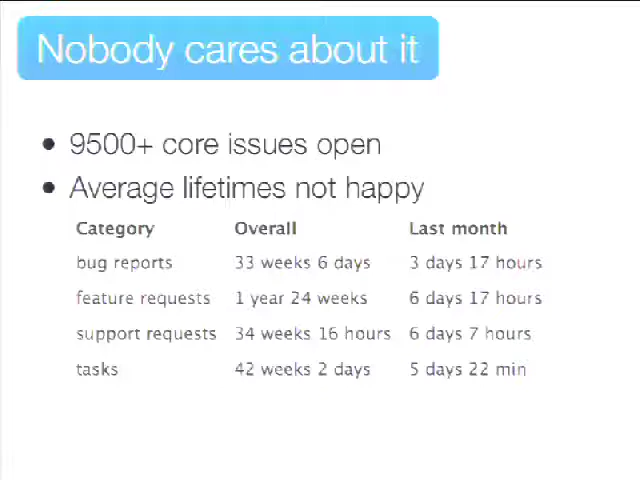 Nobody cares about it
• 9500+ core issues open
• Average lifetimes not happy
Category Overall Last month
bug reports 33 weeks 6 days 3 days 17 hours
feature requests 1 year 24 weeks 6 days 17 hours
support requests 34 weeks 16 hours 6 days 7 hours
tasks 42 weeks 2 days 5 days 22 min